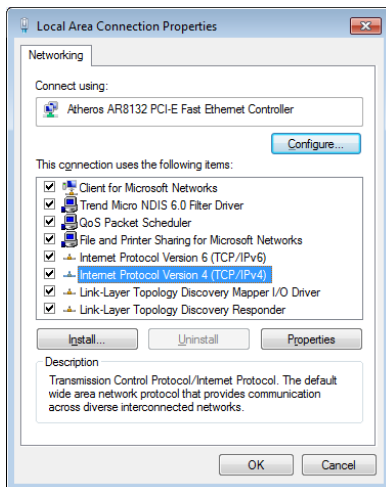 Local Area Connection Properties
Networking
Connect using:
Atheros AR8132 PCI-E Fast Ethernet Controller
Configure...
This connection uses the following items:
Client for Microsoft Networks
Trend Micro NDIS 6.0 Filter Driver
QoS Packet Scheduler
File and Printer Sharing for Microsoft Networks
Internet Protocol Version 6 (TCP/IPv6)
Internet Protocol Version 4 (TCP/IPv4)
Link-Layer Topology Discovery Mapper I/O Driver
Link-Layer Topology Discovery Responder
Install... Uninstall Properties
Description
Transmission Control Protocol/Internet Protocol. The default
wide area network protocol that provides communication
across diverse interconnected networks.
OK Cancel